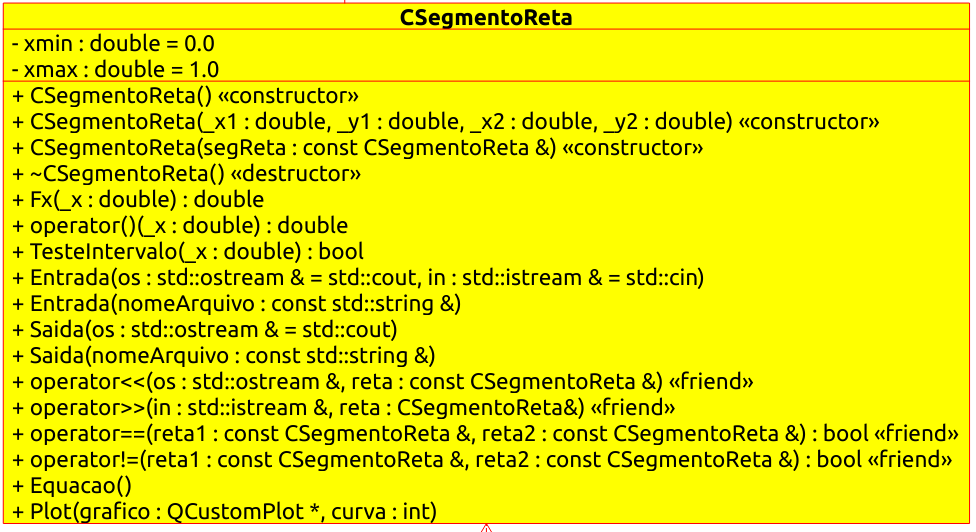 CSegmentoReta
- xmin : double = 0.0
- xmax : double = 1.0
+ CSegmentoReta() «constructor»
+ CSegmentoReta(_x1 : double, _y1 : double, _x2 : double, _y2 : double) «constructor»
+ CSegmentoReta(segReta : const CSegmentoReta &) «constructor»
+ ~CSegmentoReta() «destructor»
+ Fx(_x : double) : double
+ operator()(_x : double) : double
+ TesteIntervalo(_x : double) : bool
+ Entrada(os : std::ostream & = std::cout, in : std::istream & = std::cin)
+ Entrada(nomeArquivo : const std::string &)
+ Saida(os : std::ostream & = std::cout)
+ Saida(nomeArquivo : const std::string &)
+ operator<<(os : std::ostream &, reta : const CSegmentoReta &) «friend»
+ operator>>(in : std::istream &, reta : CSegmentoReta&) «friend»
+ operator==(reta1 : const CSegmentoReta &, reta2 : const CSegmentoReta &) : bool «friend»
+ operator!=(reta1 : const CSegmentoReta &, reta2 : const CSegmentoReta &) : bool «friend»
+ Equacao()
+ Plot(grafico : QCustomPlot *, curva : int)